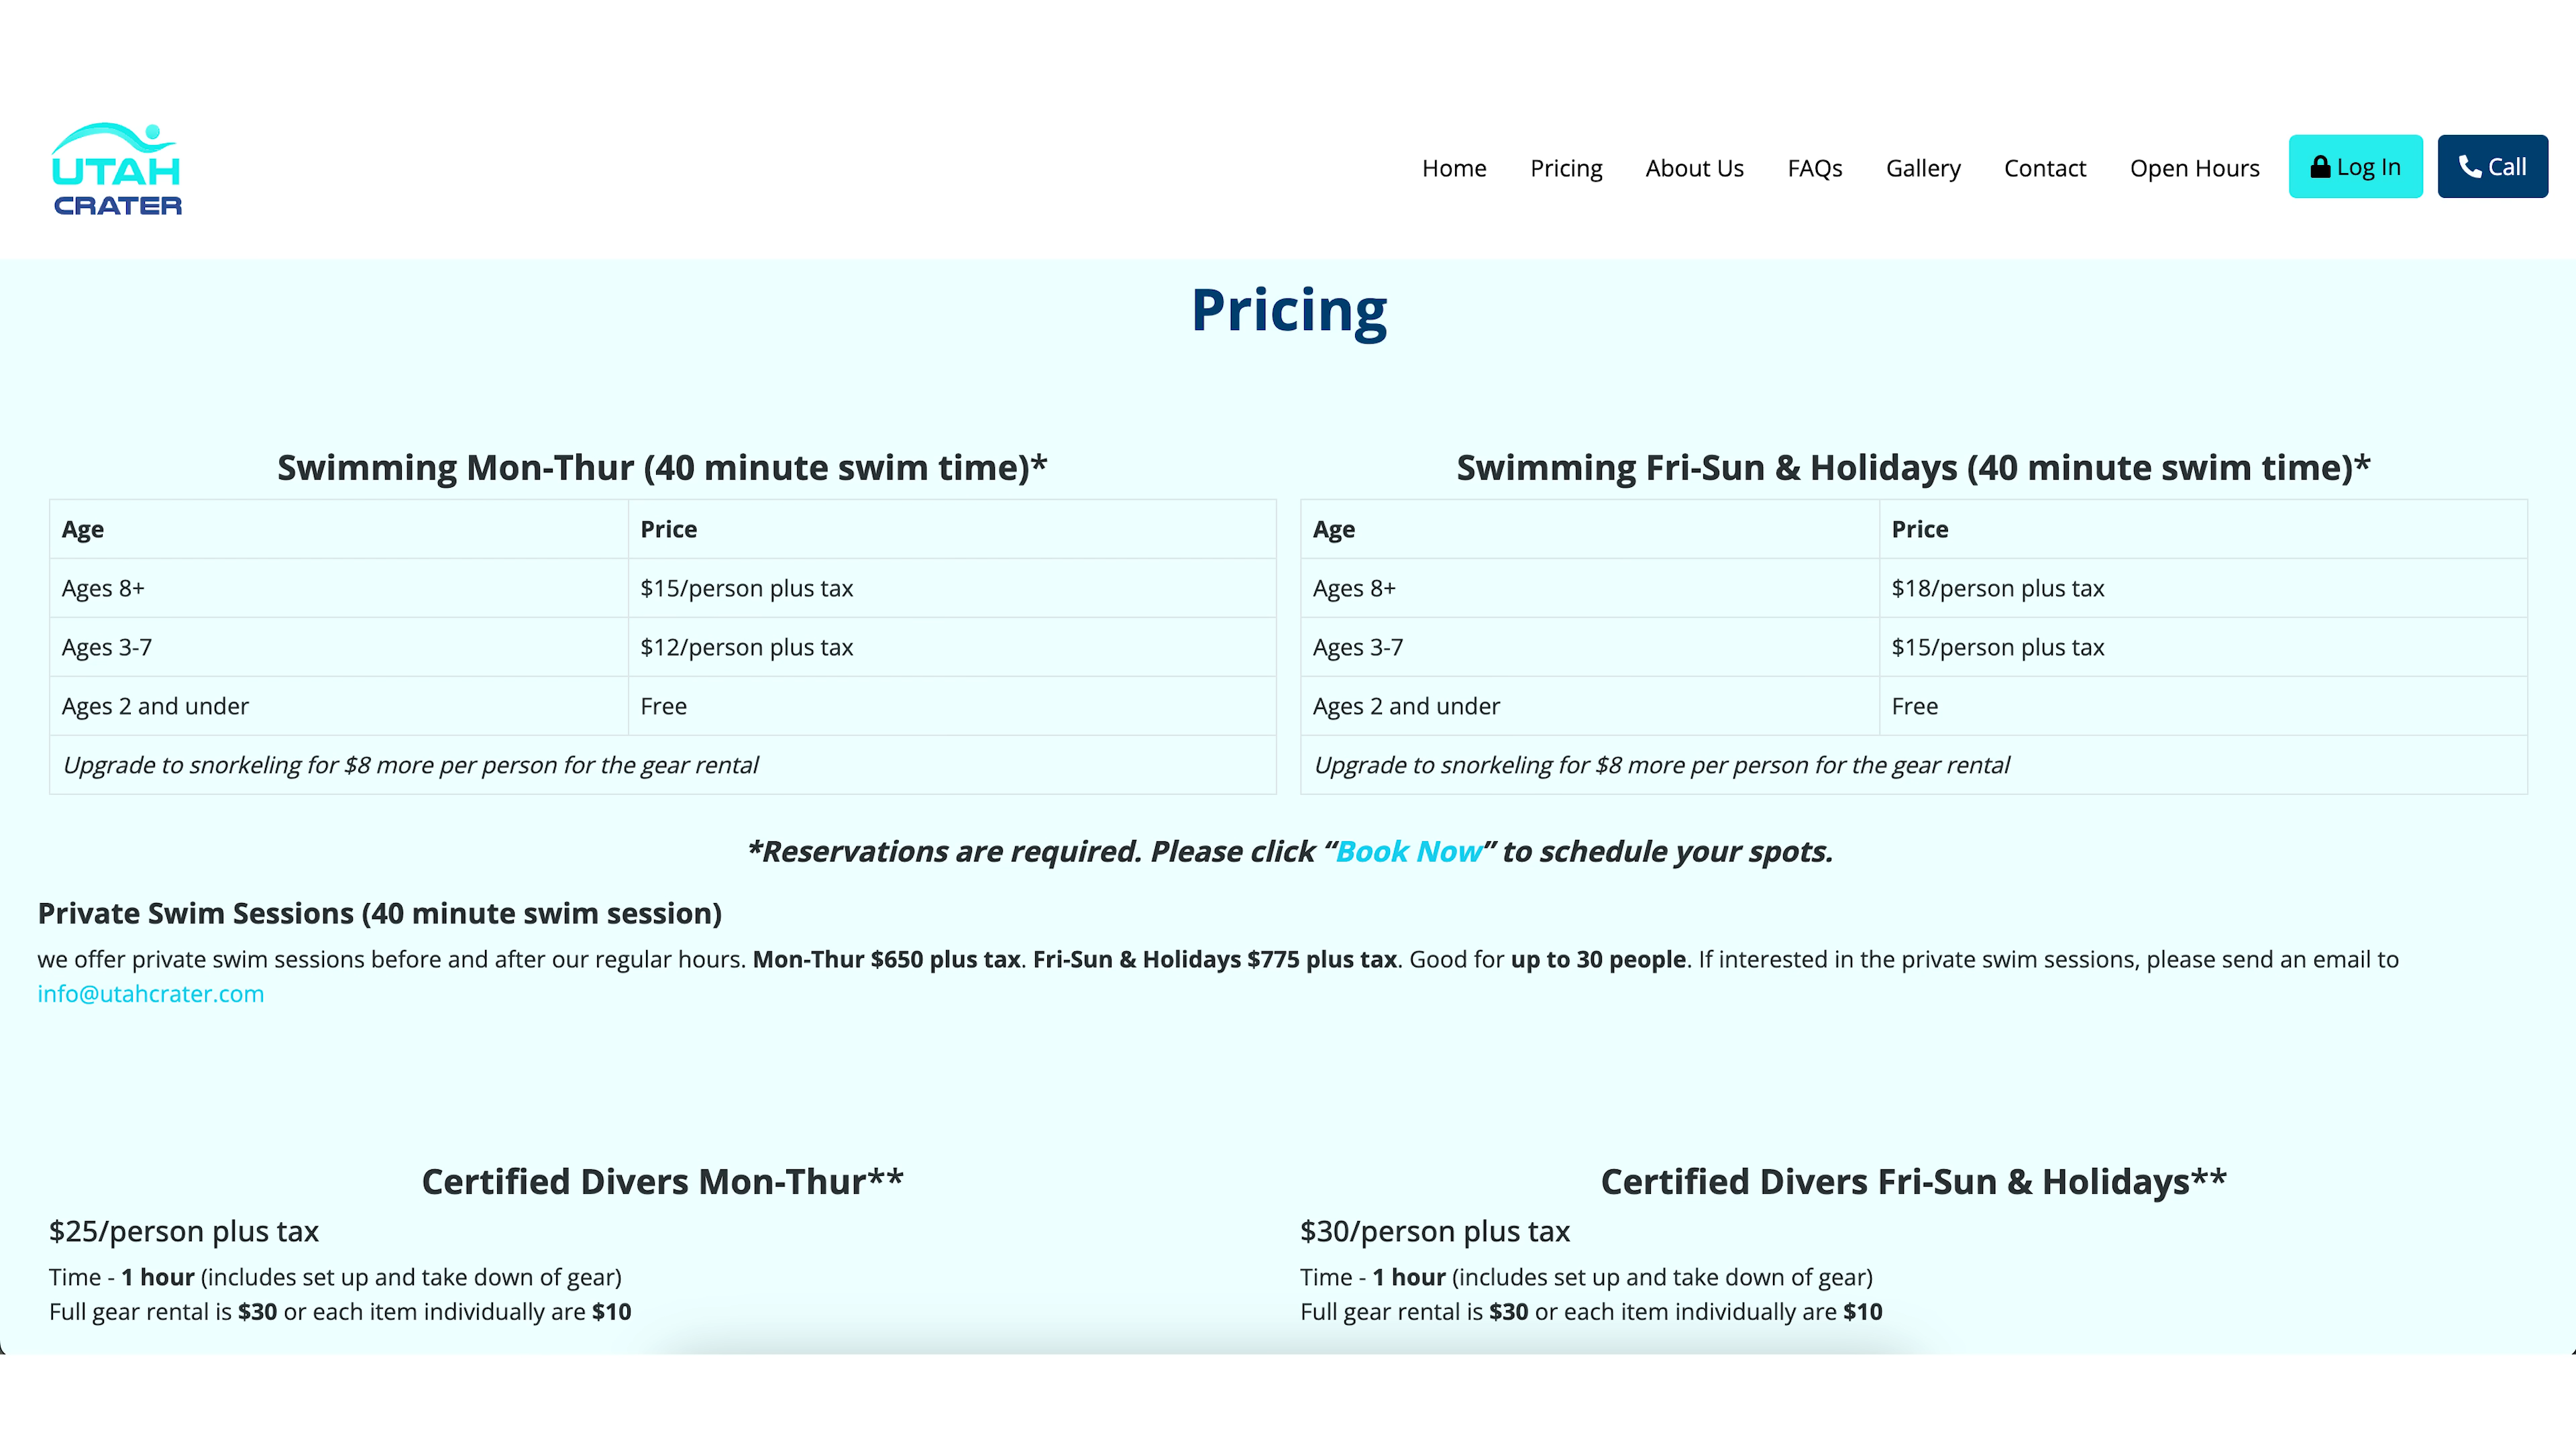 UTAH
CRATER
Home Pricing About Us FAQs Gallery Contact Open Hours Log In Call
Pricing
Swimming Mon-Thur (40 minute swim time)*
Age Price
Ages 8+ $15/person plus tax
Ages 3-7 $12/person plus tax
Ages 2 and under Free
Upgrade to snorkeling for $8 more per person for the gear rental
Swimming Fri-Sun & Holidays (40 minute swim time)*
Age Price
Ages 8+ $18/person plus tax
Ages 3-7 $15/person plus tax
Ages 2 and under Free
Upgrade to snorkeling for $8 more per person for the gear rental
*Reservations are required. Please click “Book Now” to schedule your spots.
Private Swim Sessions (40 minute swim session)
we offer private swim sessions before and after our regular hours. Mon-Thur $650 plus tax. Fri-Sun & Holidays $775 plus tax. Good for up to 30 people. If interested in the private swim sessions, please send an email to
info@utahcrater.com
Certified Divers Mon-Thur**
$25/person plus tax
Time - 1 hour (includes set up and take down of gear)
Full gear rental is $30 or each item individually are $10
Certified Divers Fri-Sun & Holidays**
$30/person plus tax
Time - 1 hour (includes set up and take down of gear)
Full gear rental is $30 or each item individually are $10